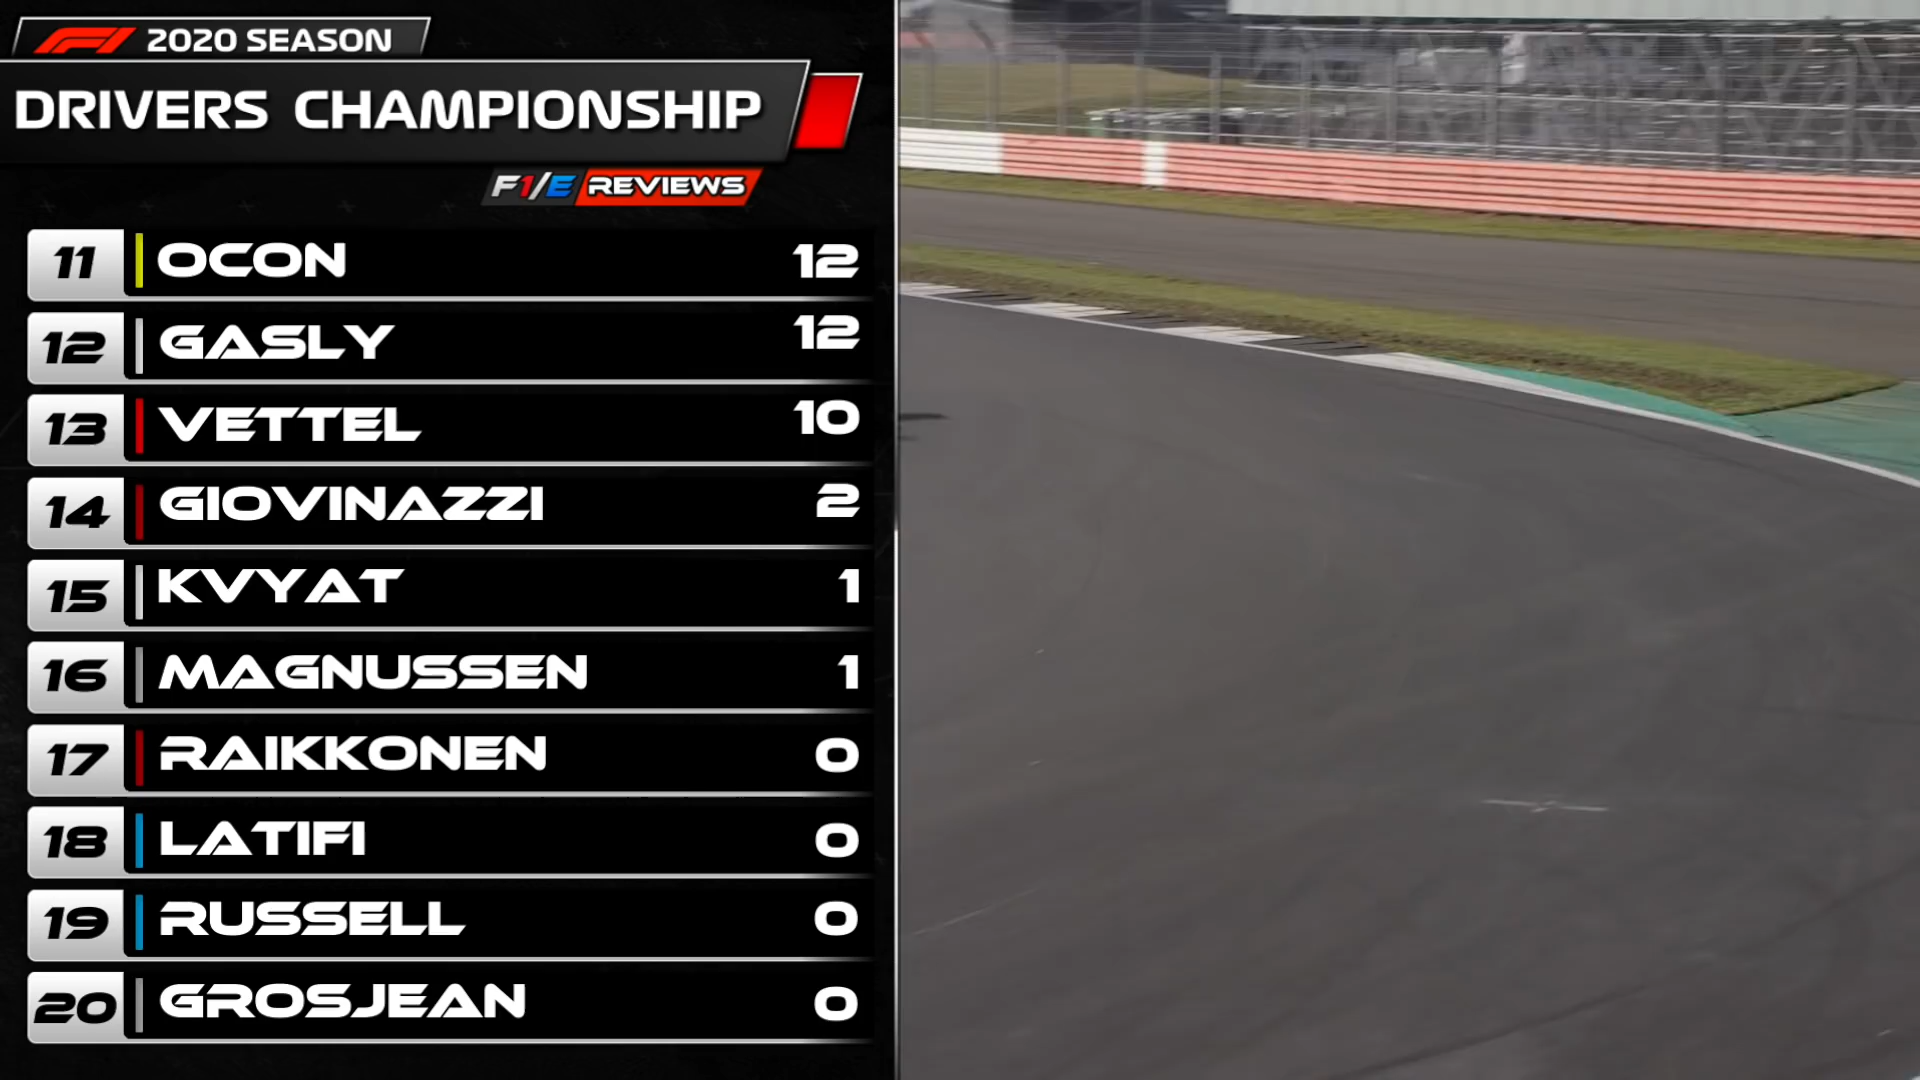 F1 2020 SEASON
DRIVERS CHAMPIONSHIP
F1/E REVIEWS
11 OCON 12
12 GASLY 12
13 VETTEL 10
14 GIOVINAZZI 2
15 KVYAT 1
16 MAGNUSSEN 1
17 RAIKKONEN 0
18 LATIFI 0
19 RUSSELL 0
20 GROSJEAN 0